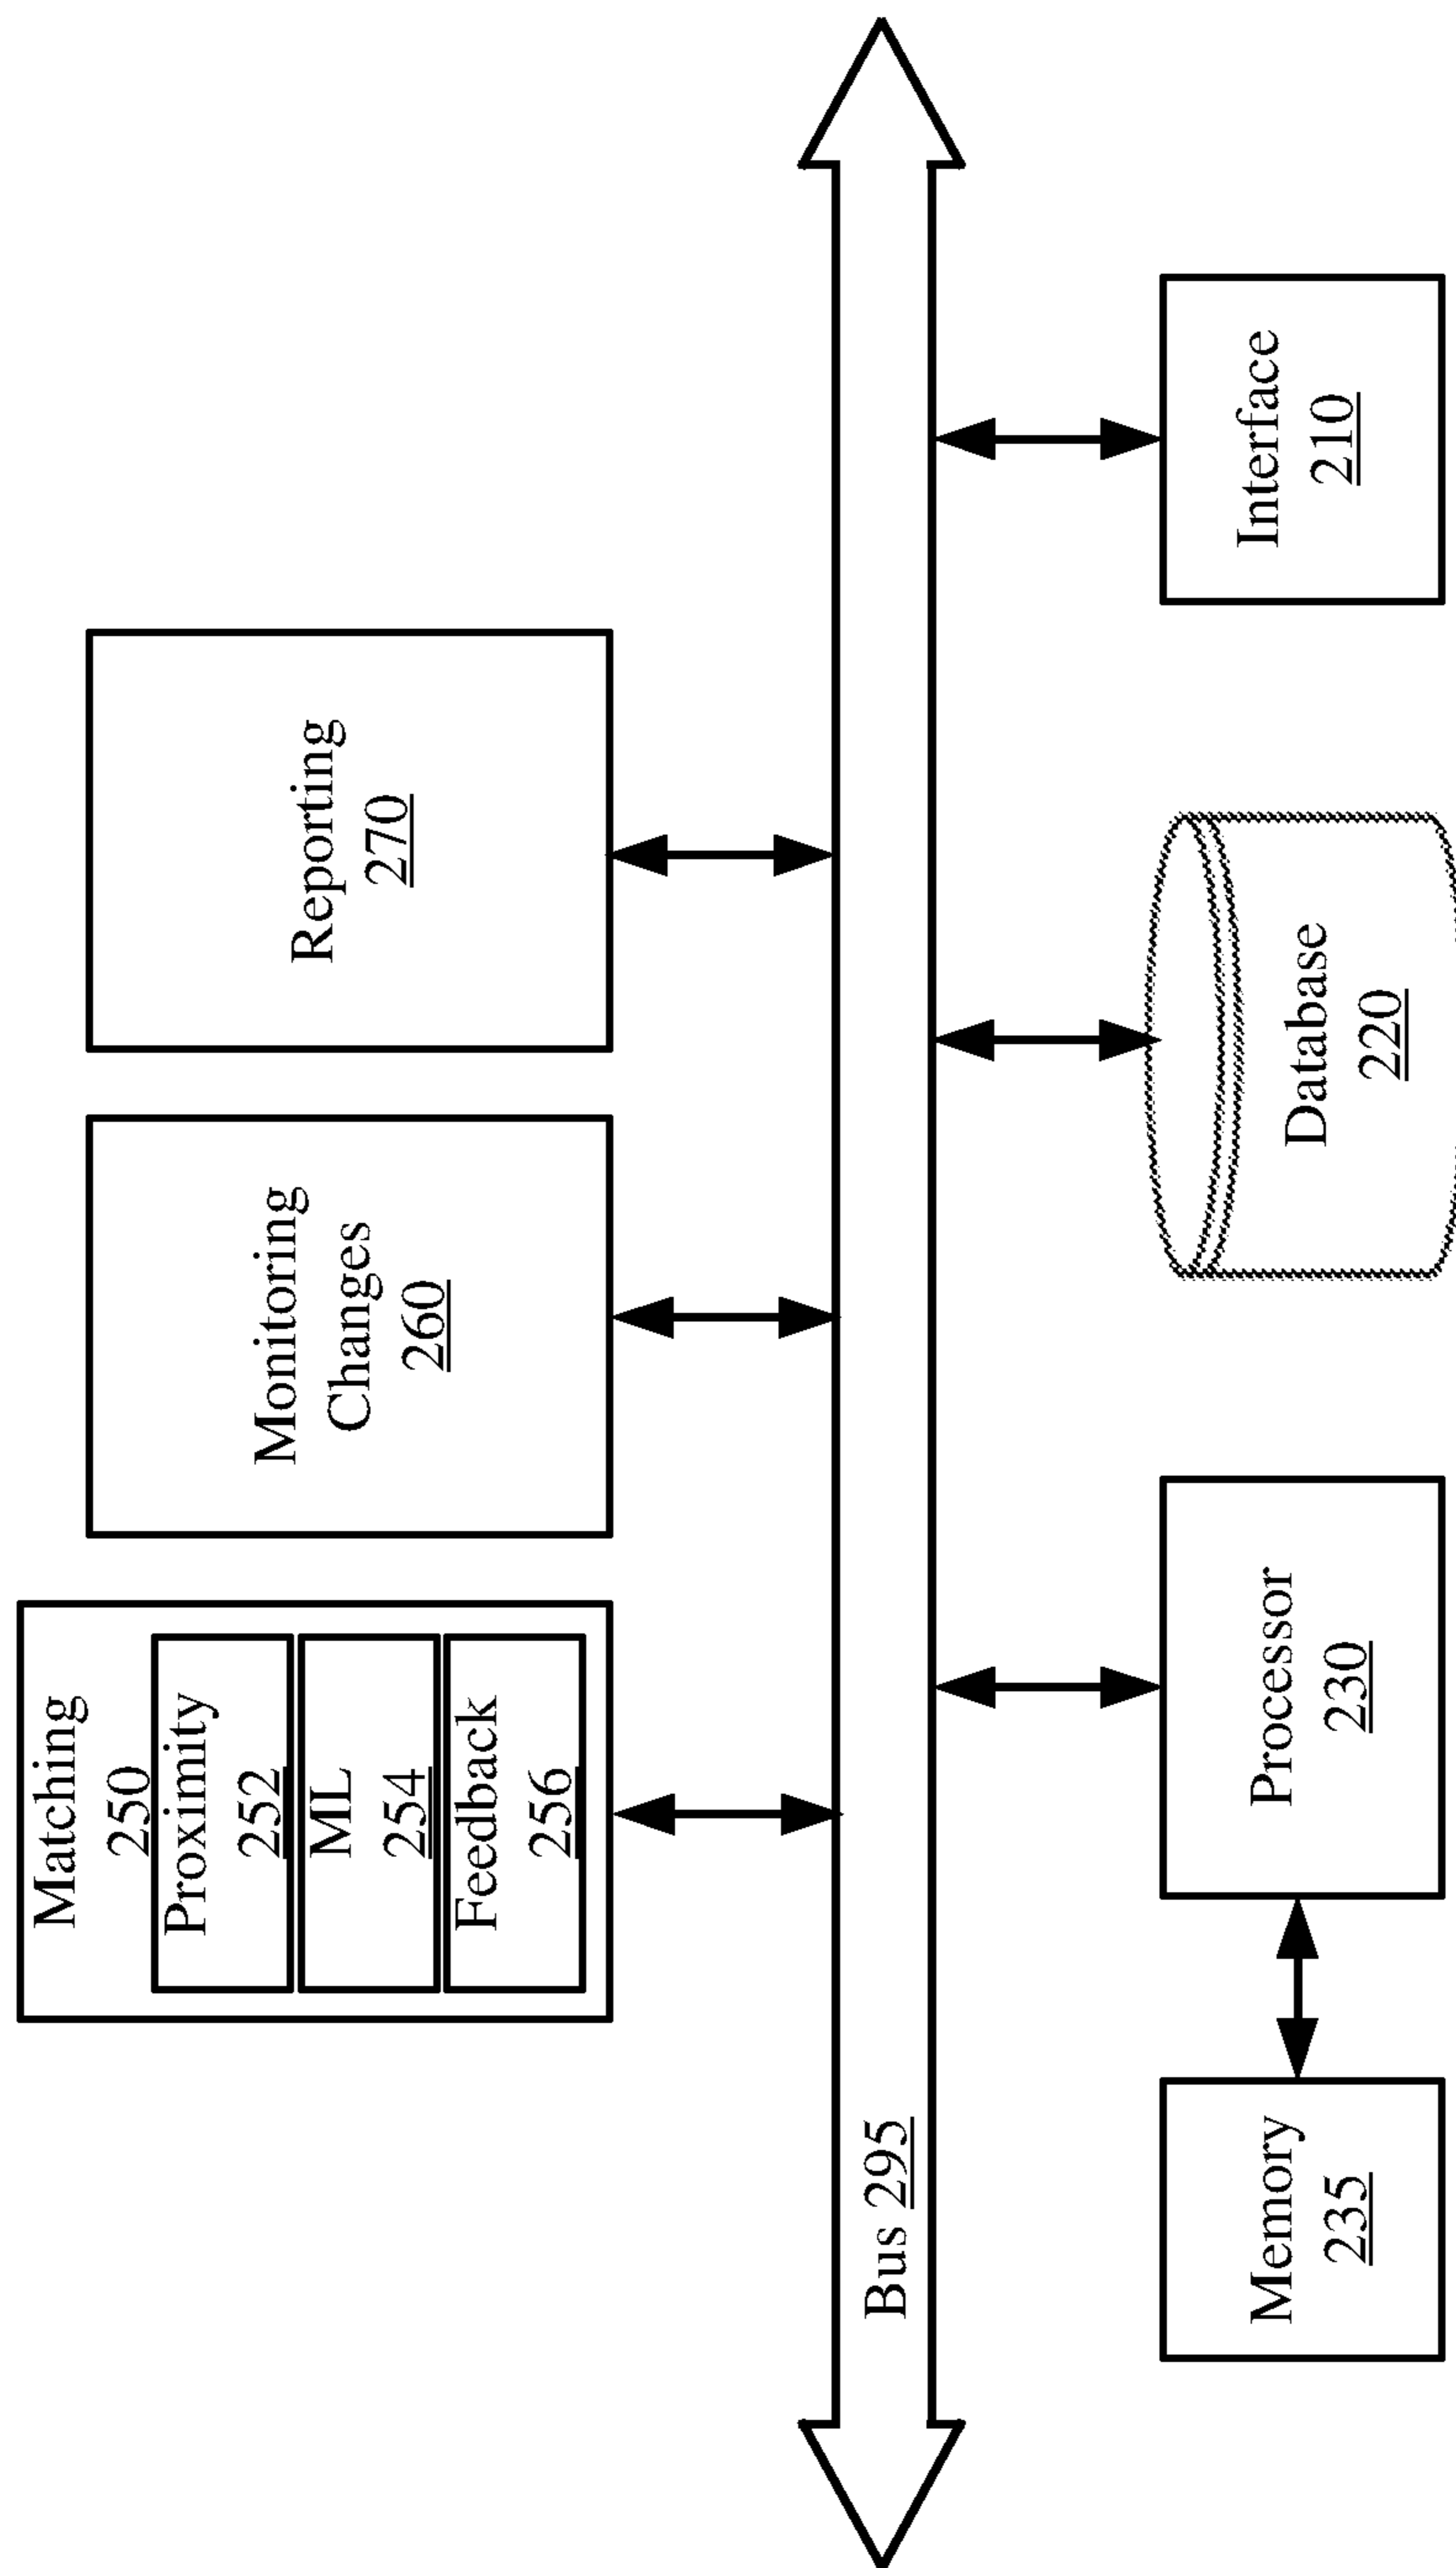 Matching
250
Proximity
252
ML
254
Feedback
256
Monitoring
Changes
260
Reporting
270
Bus 295
Memory
235
Processor
230
Database
220
Interface
210